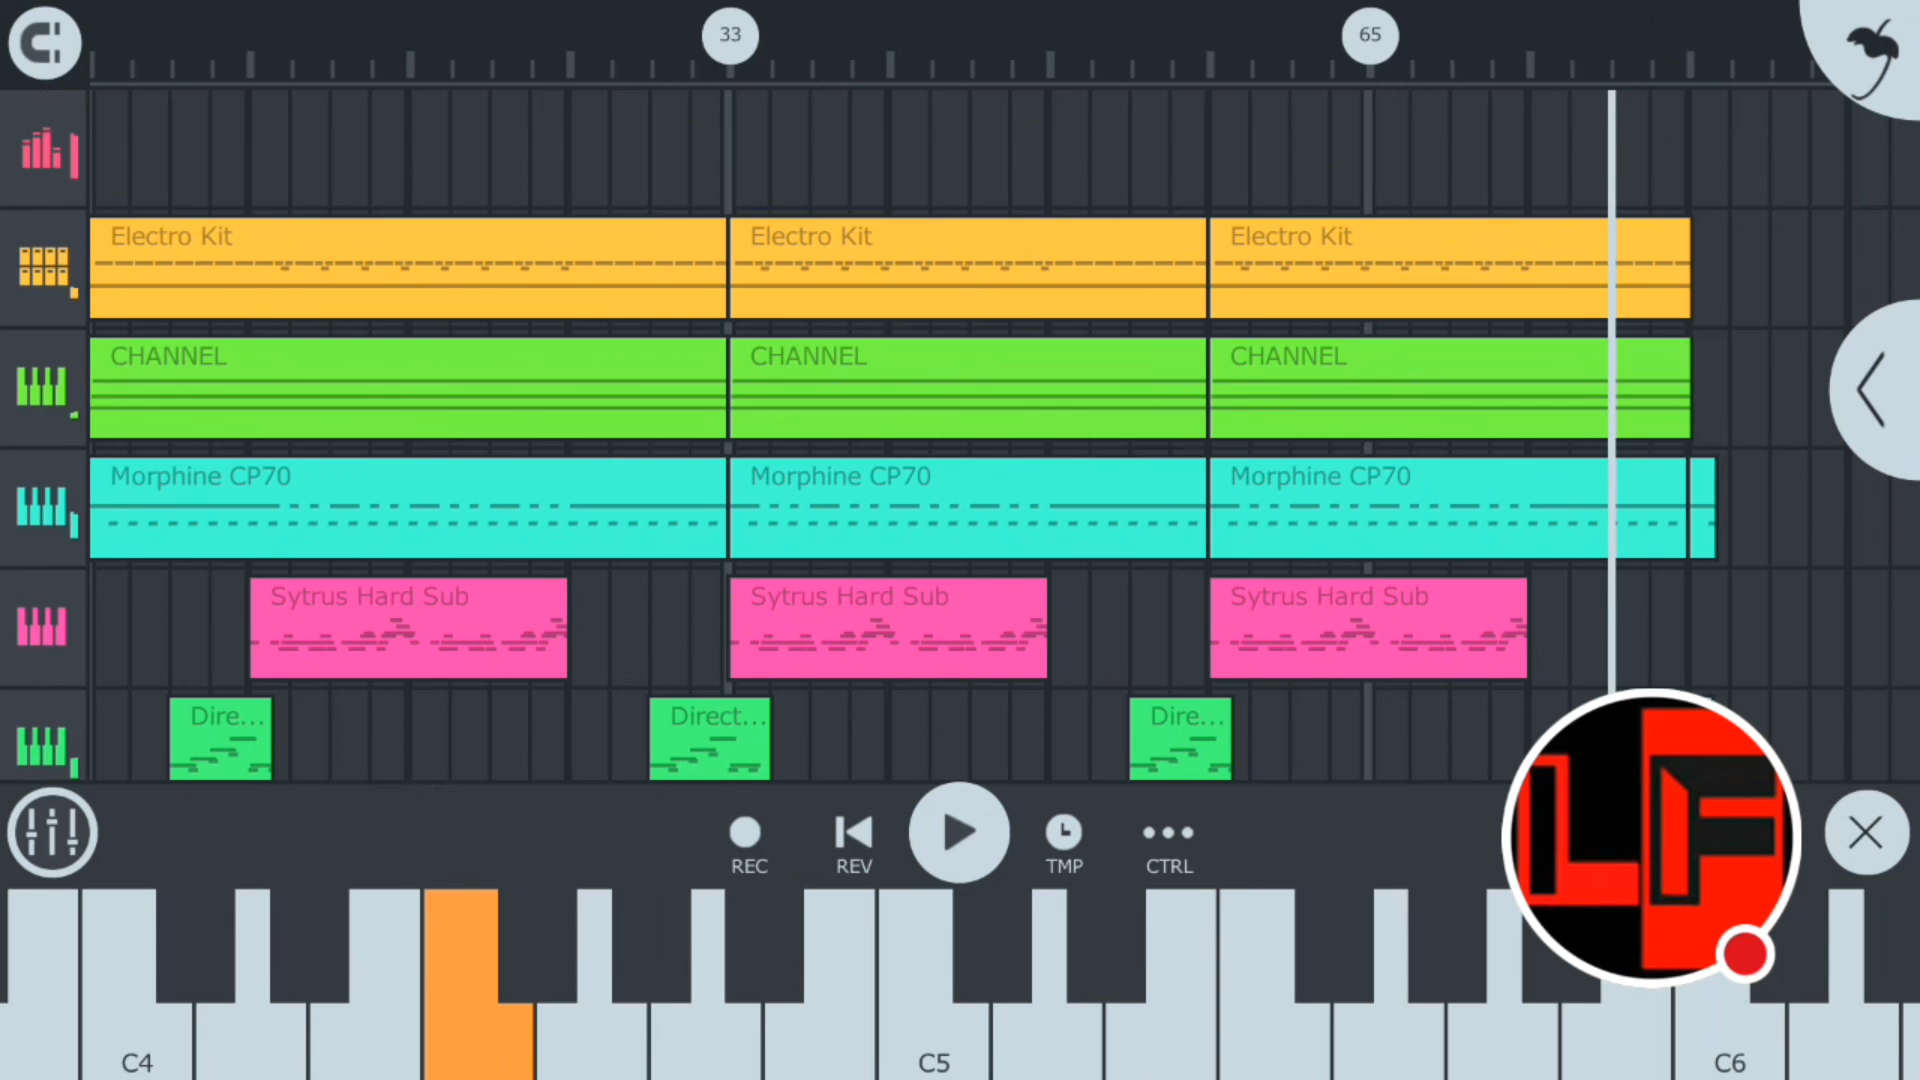 33
65
Electro Kit
Electro Kit
Electro Kit
CHANNEL
CHANNEL
CHANNEL
Morphine CP70
Morphine CP70
Morphine CP70
Sytrus Hard Sub
Sytrus Hard Sub
Sytrus Hard Sub
Dire...
Direct...
Dire...
REC
REV
TMP
CTRL
LF
C4
C5
C6